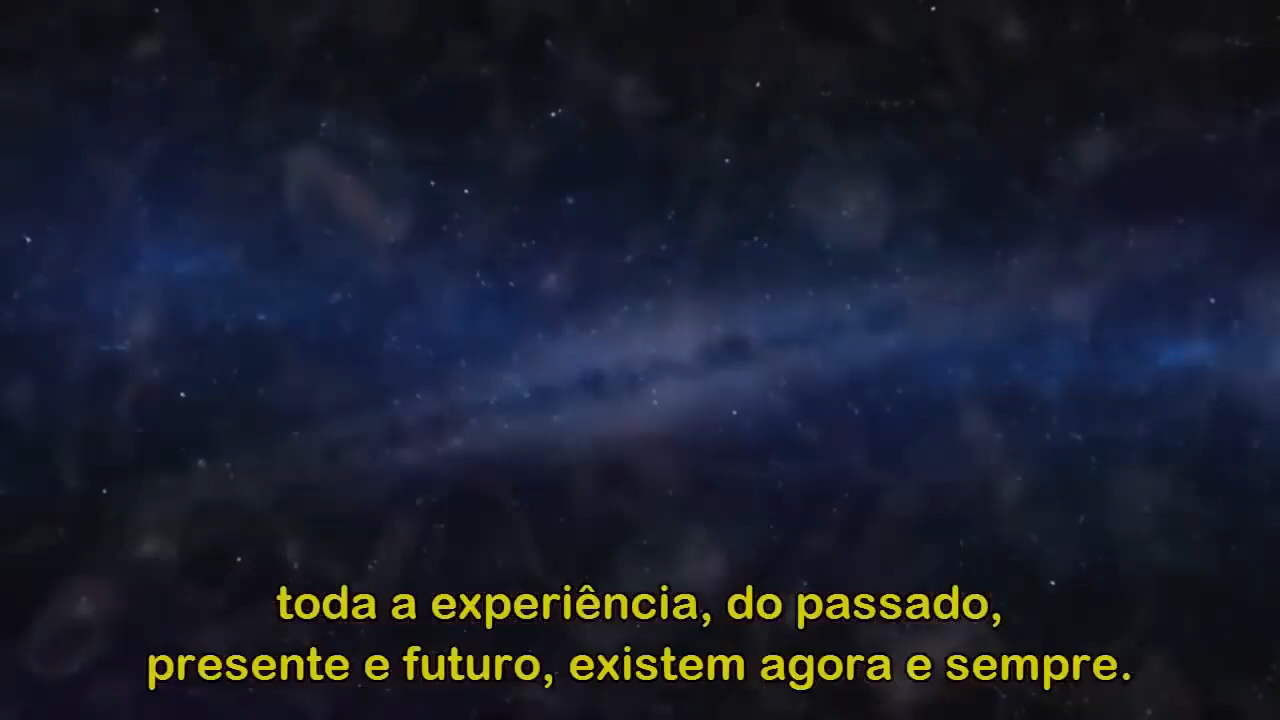 toda a experiência, do passado,
presente e futuro, existem agora e sempre.